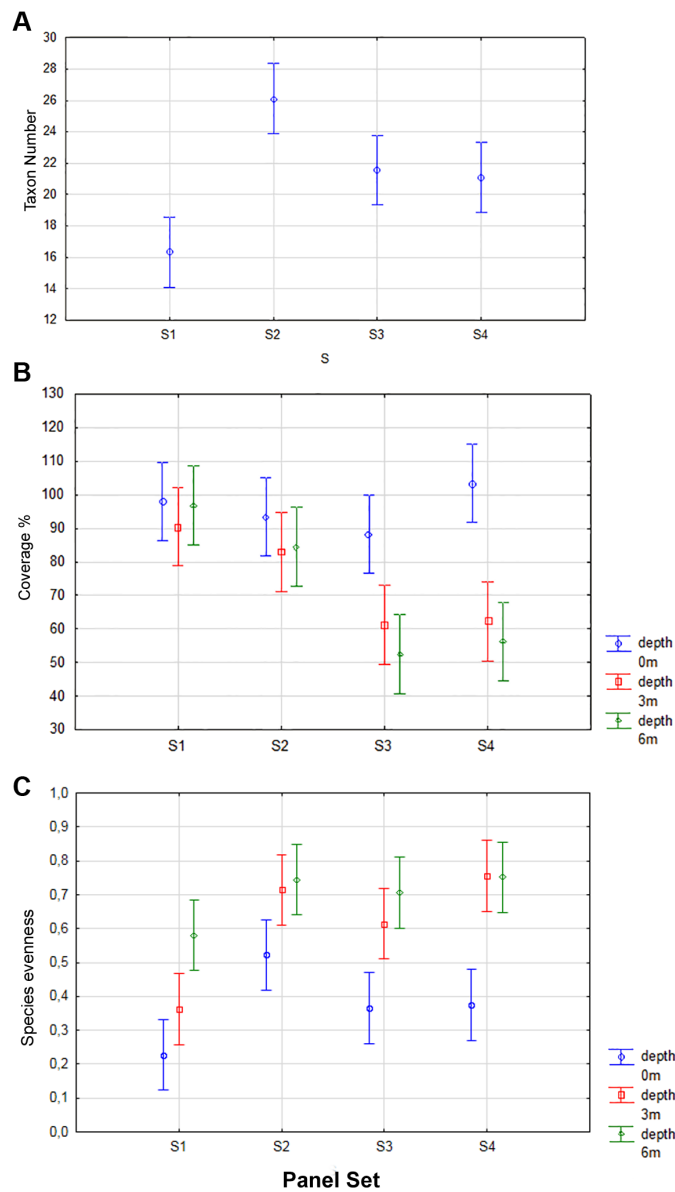 A
30
28
26
24
22
20
18
16
14
12
Taxon Number
S1 S2 S3 S4
S
B
130
120
110
100
90
80
70
60
50
40
30
Coverage %
S1 S2 S3 S4
depth
0m
depth
3m
depth
6m
C
1,0
0,9
0,8
0,7
0,6
0,5
0,4
0,3
0,2
0,1
0,0
Species evenness
S1 S2 S3 S4
depth
0m
depth
3m
depth
6m
Panel Set